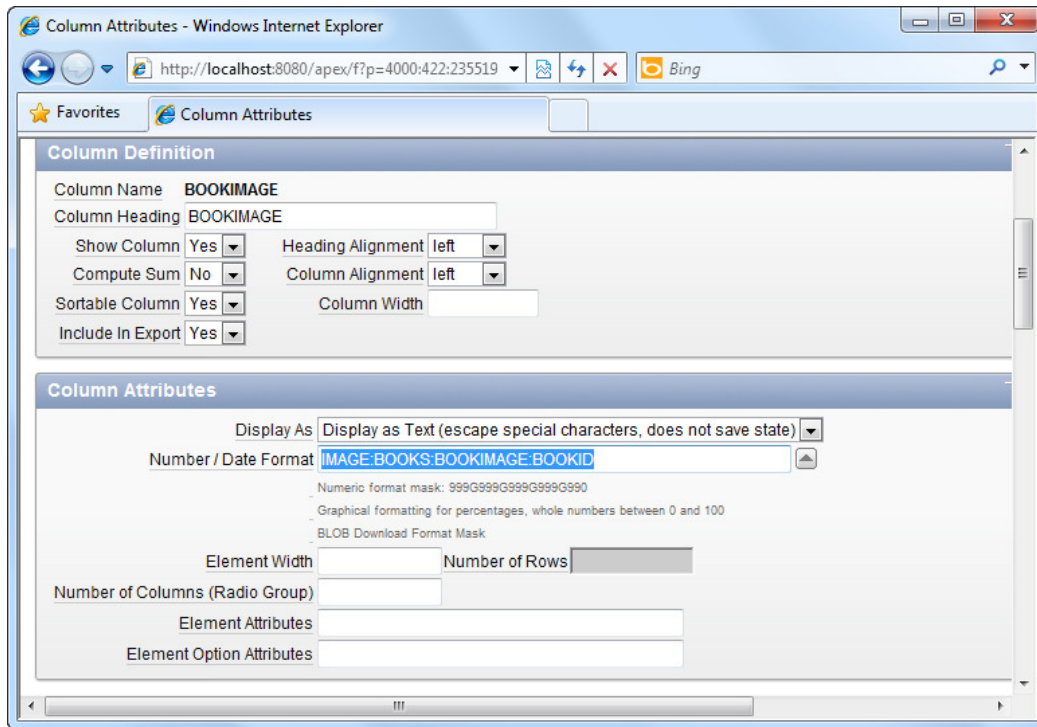 Column Attributes - Windows Internet Explorer
http://localhost:8080/apex/f?p=4000:422:235519 Bing
Favorites Column Attributes
Column Definition
Column Name BOOKIMAGE
Column Heading BOOKIMAGE
Show Column Yes Heading Alignment left
Compute Sum No Column Alignment left
Sortable Column Yes Column Width
Include In Export Yes
Column Attributes
Display As Display as Text (escape special characters, does not save state)
Number / Date Format IMAGE:BOOKS:BOOKIMAGE:BOOKID
Numeric format mask: 999G999G999G999G990
Graphical formatting for percentages, whole numbers between 0 and 100
BLOB Download Format Mask
Element Width Number of Rows
Number of Columns (Radio Group)
Element Attributes
Element Option Attributes